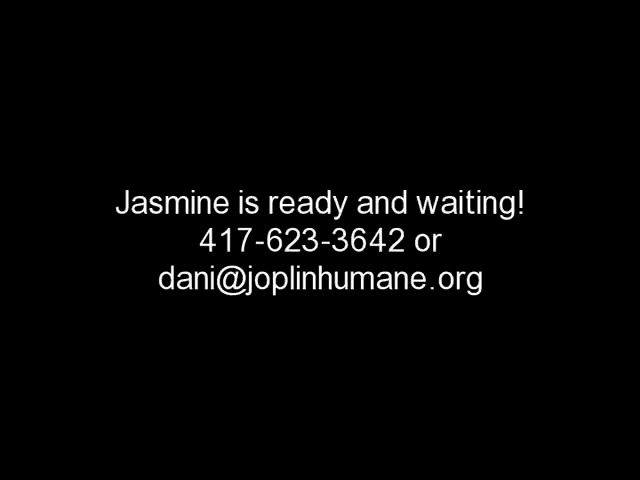 Jasmine is ready and waiting!
417-623-3642 or
dani@joplinhumane.org